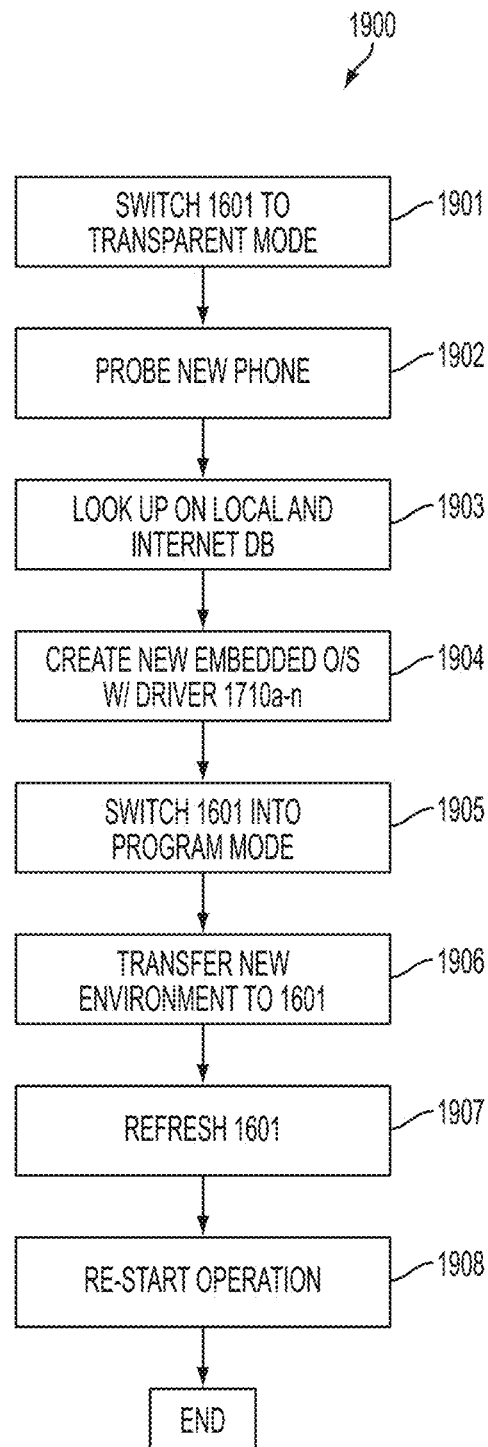 1900
SWITCH 1601 TO
TRANSPARENT MODE
1901
PROBE NEW PHONE
1902
LOOK UP ON LOCAL AND
INTERNET DB
1903
CREATE NEW EMBEDDED O/S
W/ DRIVER 1710a-n
1904
SWITCH 1601 INTO
PROGRAM MODE
1905
TRANSFER NEW
ENVIRONMENT TO 1601
1906
REFRESH 1601
1907
RE-START OPERATION
1908
END